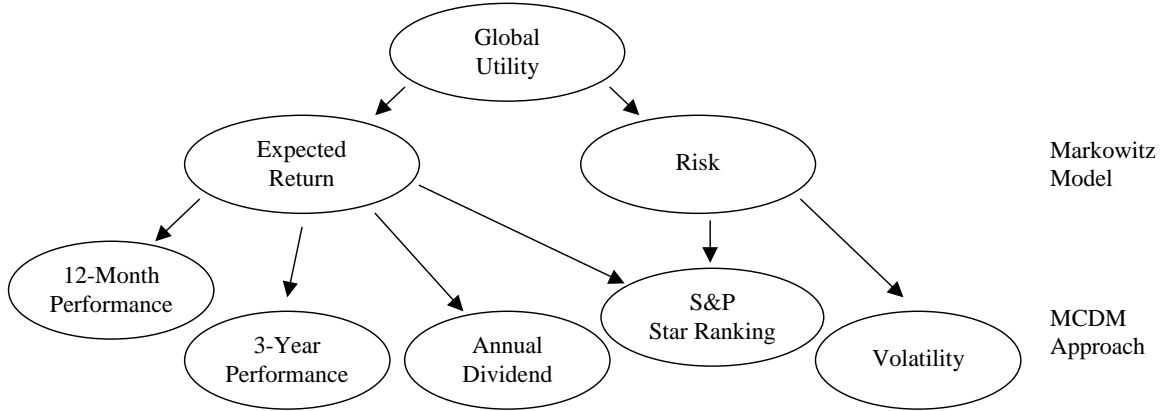 Global
Utility
Expected
Return
Risk
Markowitz
Model
12-Month
Performance
3-Year
Performance
Annual
Dividend
S&P
Star Ranking
Volatility
MCDM
Approach